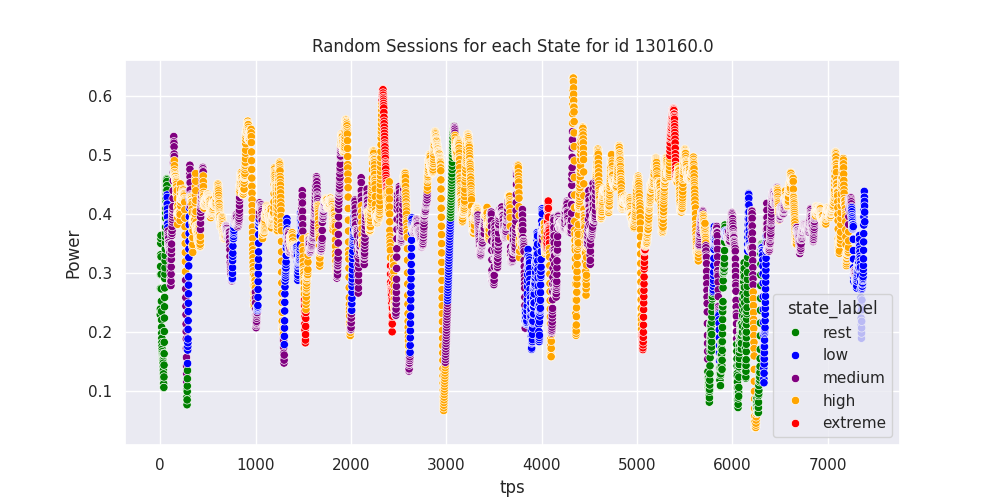 Random Sessions for each State for id 130160.0
Power
0.6
0.5
0.4
0.3
0.2
0.1
0 1000 2000 3000 4000 5000 6000 7000
tps
state_label
rest
low
medium
high
extreme